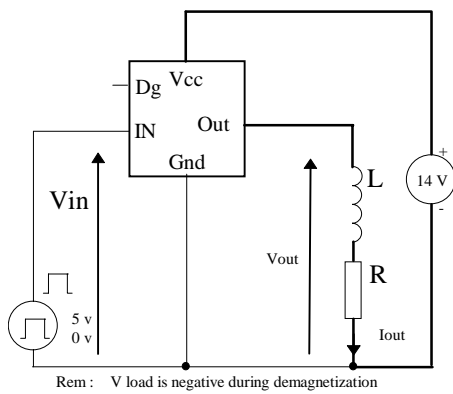 Vcc
Dg
IN
Out
Gnd
+
14 V
-
Vin
L
Vout
R
5 v
0 v
Iout
Rem : V load is negative during demagnetization